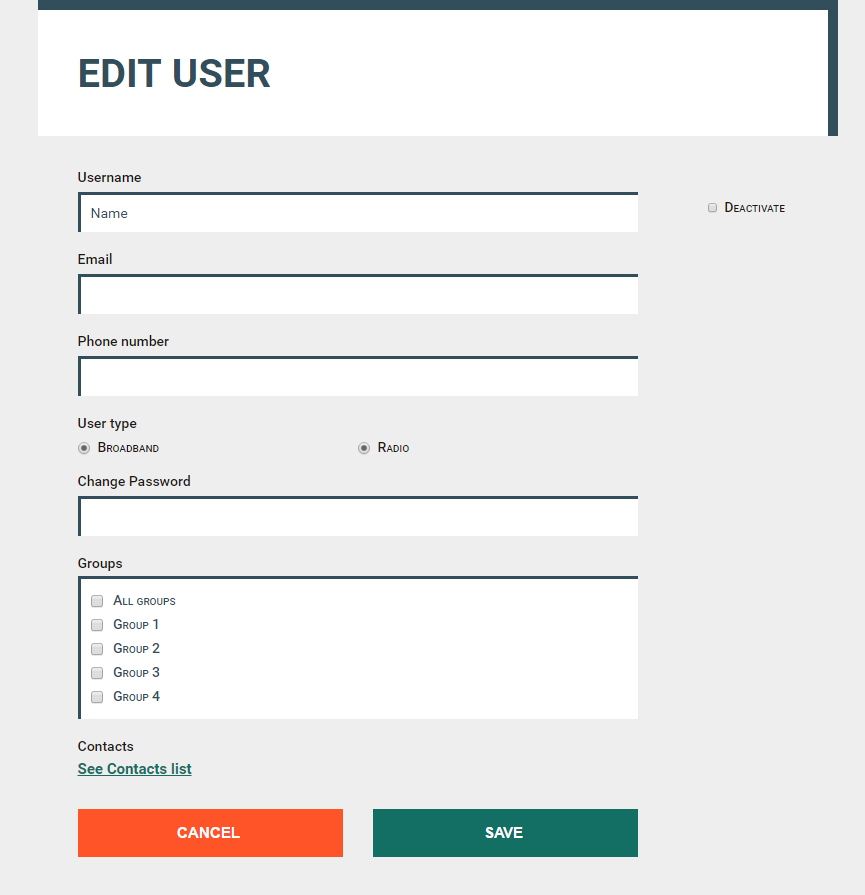 EDIT USER
Username
Name
Deactivate
Email
Phone number
User type
Broadband
Radio
Change Password
Groups
All groups
Group 1
Group 2
Group 3
Group 4
Contacts
See Contacts list
CANCEL
SAVE